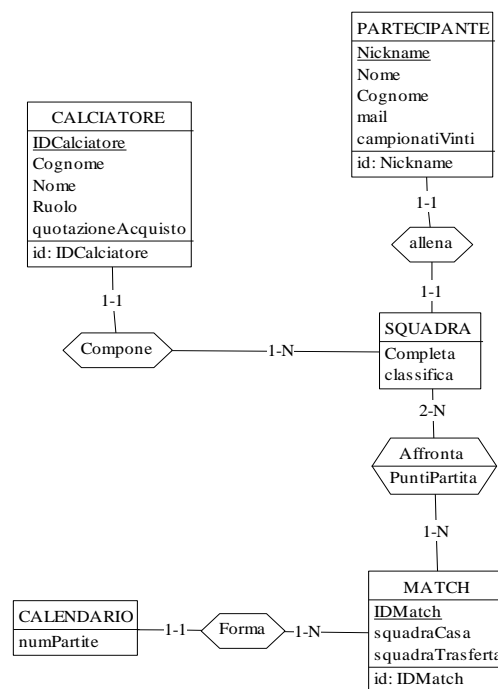 PARTECIPANTE
Nickname
Nome
Cognome
mail
campionatiVinti
id: Nickname
CALCIATORE
IDCalciatore
Cognome
Nome
Ruolo
quotazioneAcquisto
id: IDCalciatore
1-1
allena
1-1
1-1
Compone
1-N
SQUADRA
Completa
classifica
2-N
Affronta
PuntiPartita
1-N
MATCH
IDMatch
squadraCasa
squadraTrasferta
id: IDMatch
CALENDARIO
numPartite
1-1
Forma
1-N